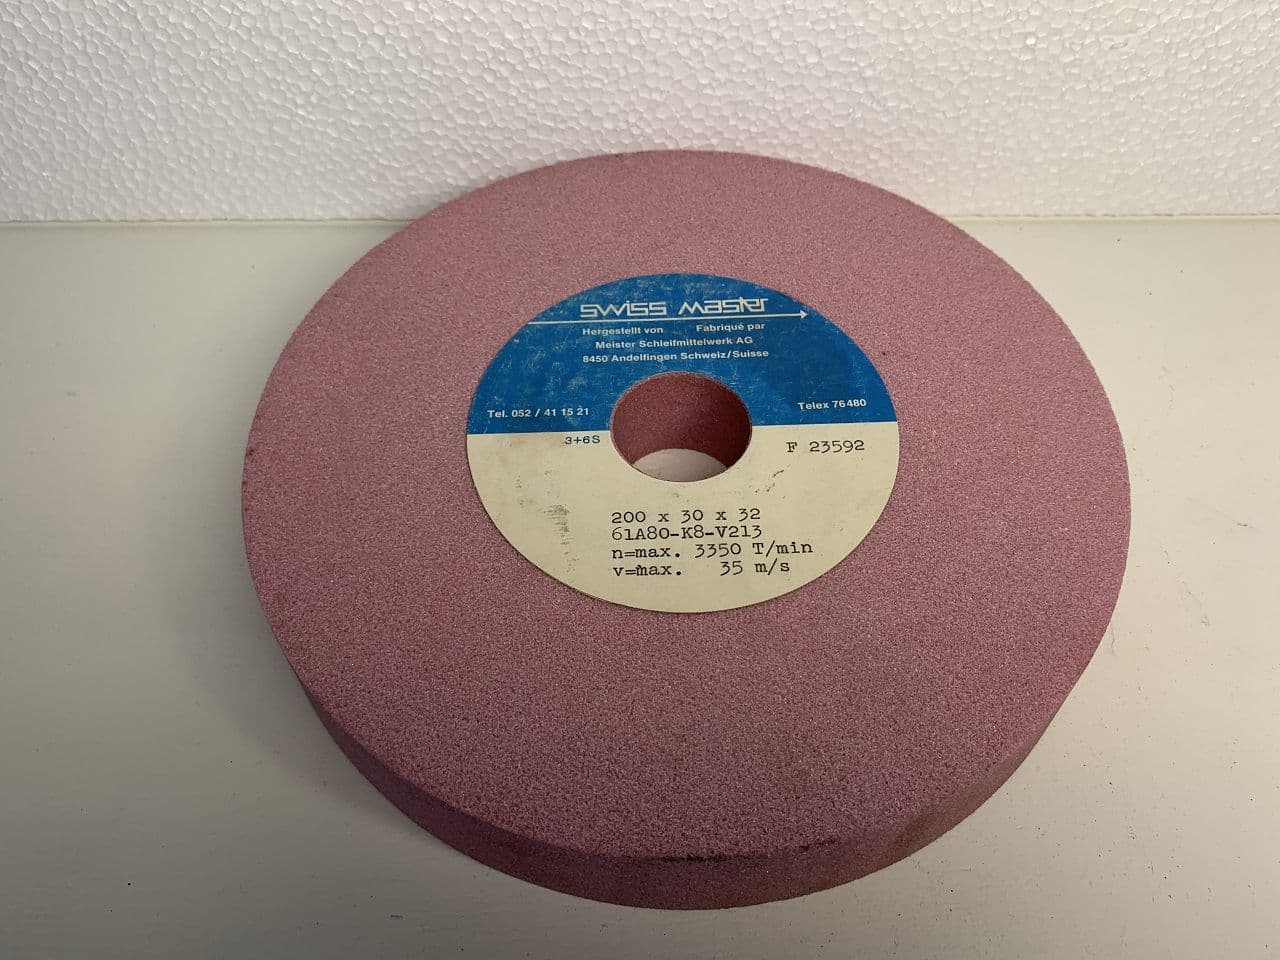 swiss master
Hergestellt von Fabriqué par
Meister Schleifmittelwerk AG
8450 Andelfingen Schweiz/Suisse
Tel. 052 / 41 15 21 Telex 76480
3+6S F 23592
200 x 30 x 32
61A80-K8-V213
n=max. 3350 T/min
v=max. 35 m/s